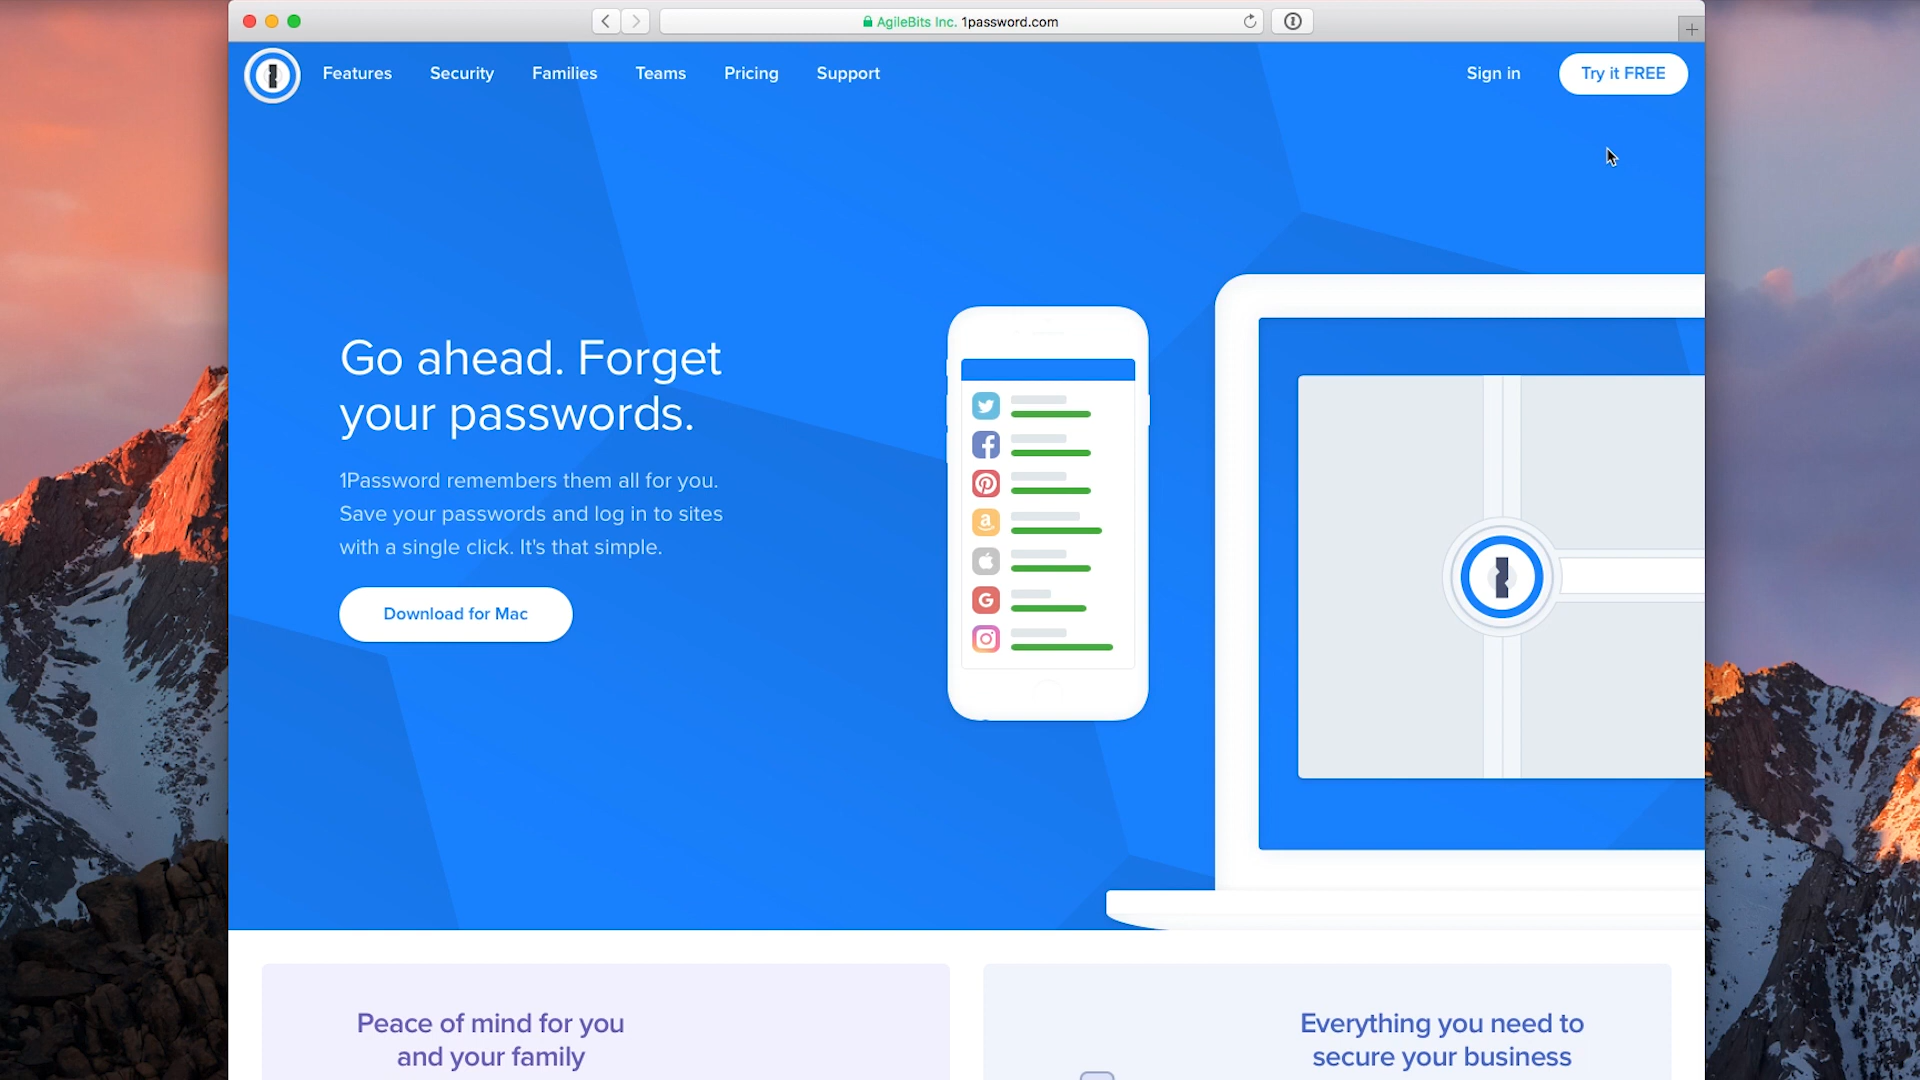 AgileBits Inc. 1password.com
Features Security Families Teams Pricing Support Sign in Try it FREE
Go ahead. Forget
your passwords.
1Password remembers them all for you.
Save your passwords and log in to sites
with a single click. It's that simple.
Download for Mac
Peace of mind for you
and your family
Everything you need to
secure your business